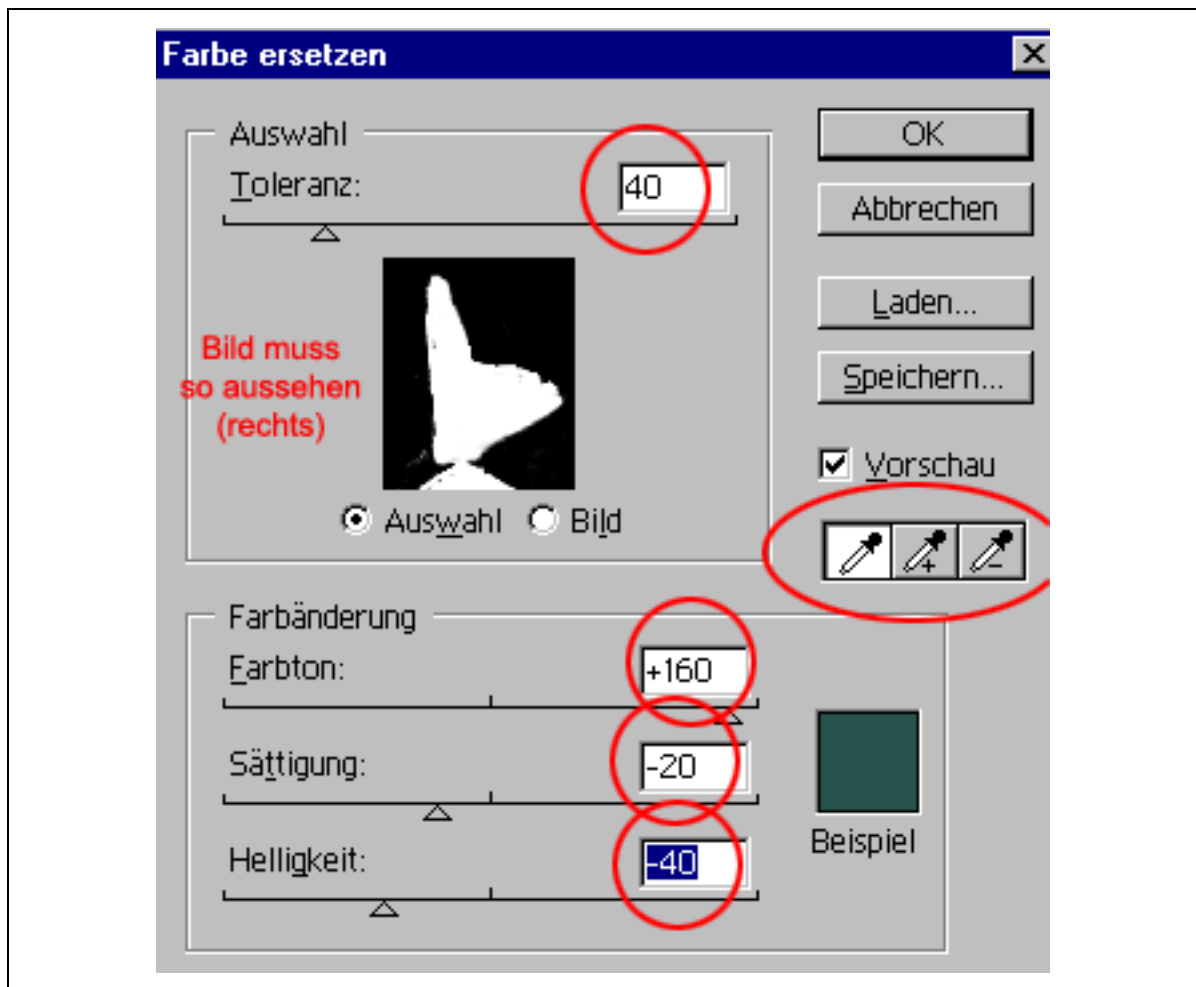 Farbe ersetzen
Auswahl
Toleranz:
40
Bild muss
so aussehen
(rechts)
Auswahl
Bild
OK
Abbrechen
Laden...
Speichern...
Vorschau
Farbänderung
Farbton:
+160
Sättigung:
-20
Helligkeit:
-40
Beispiel